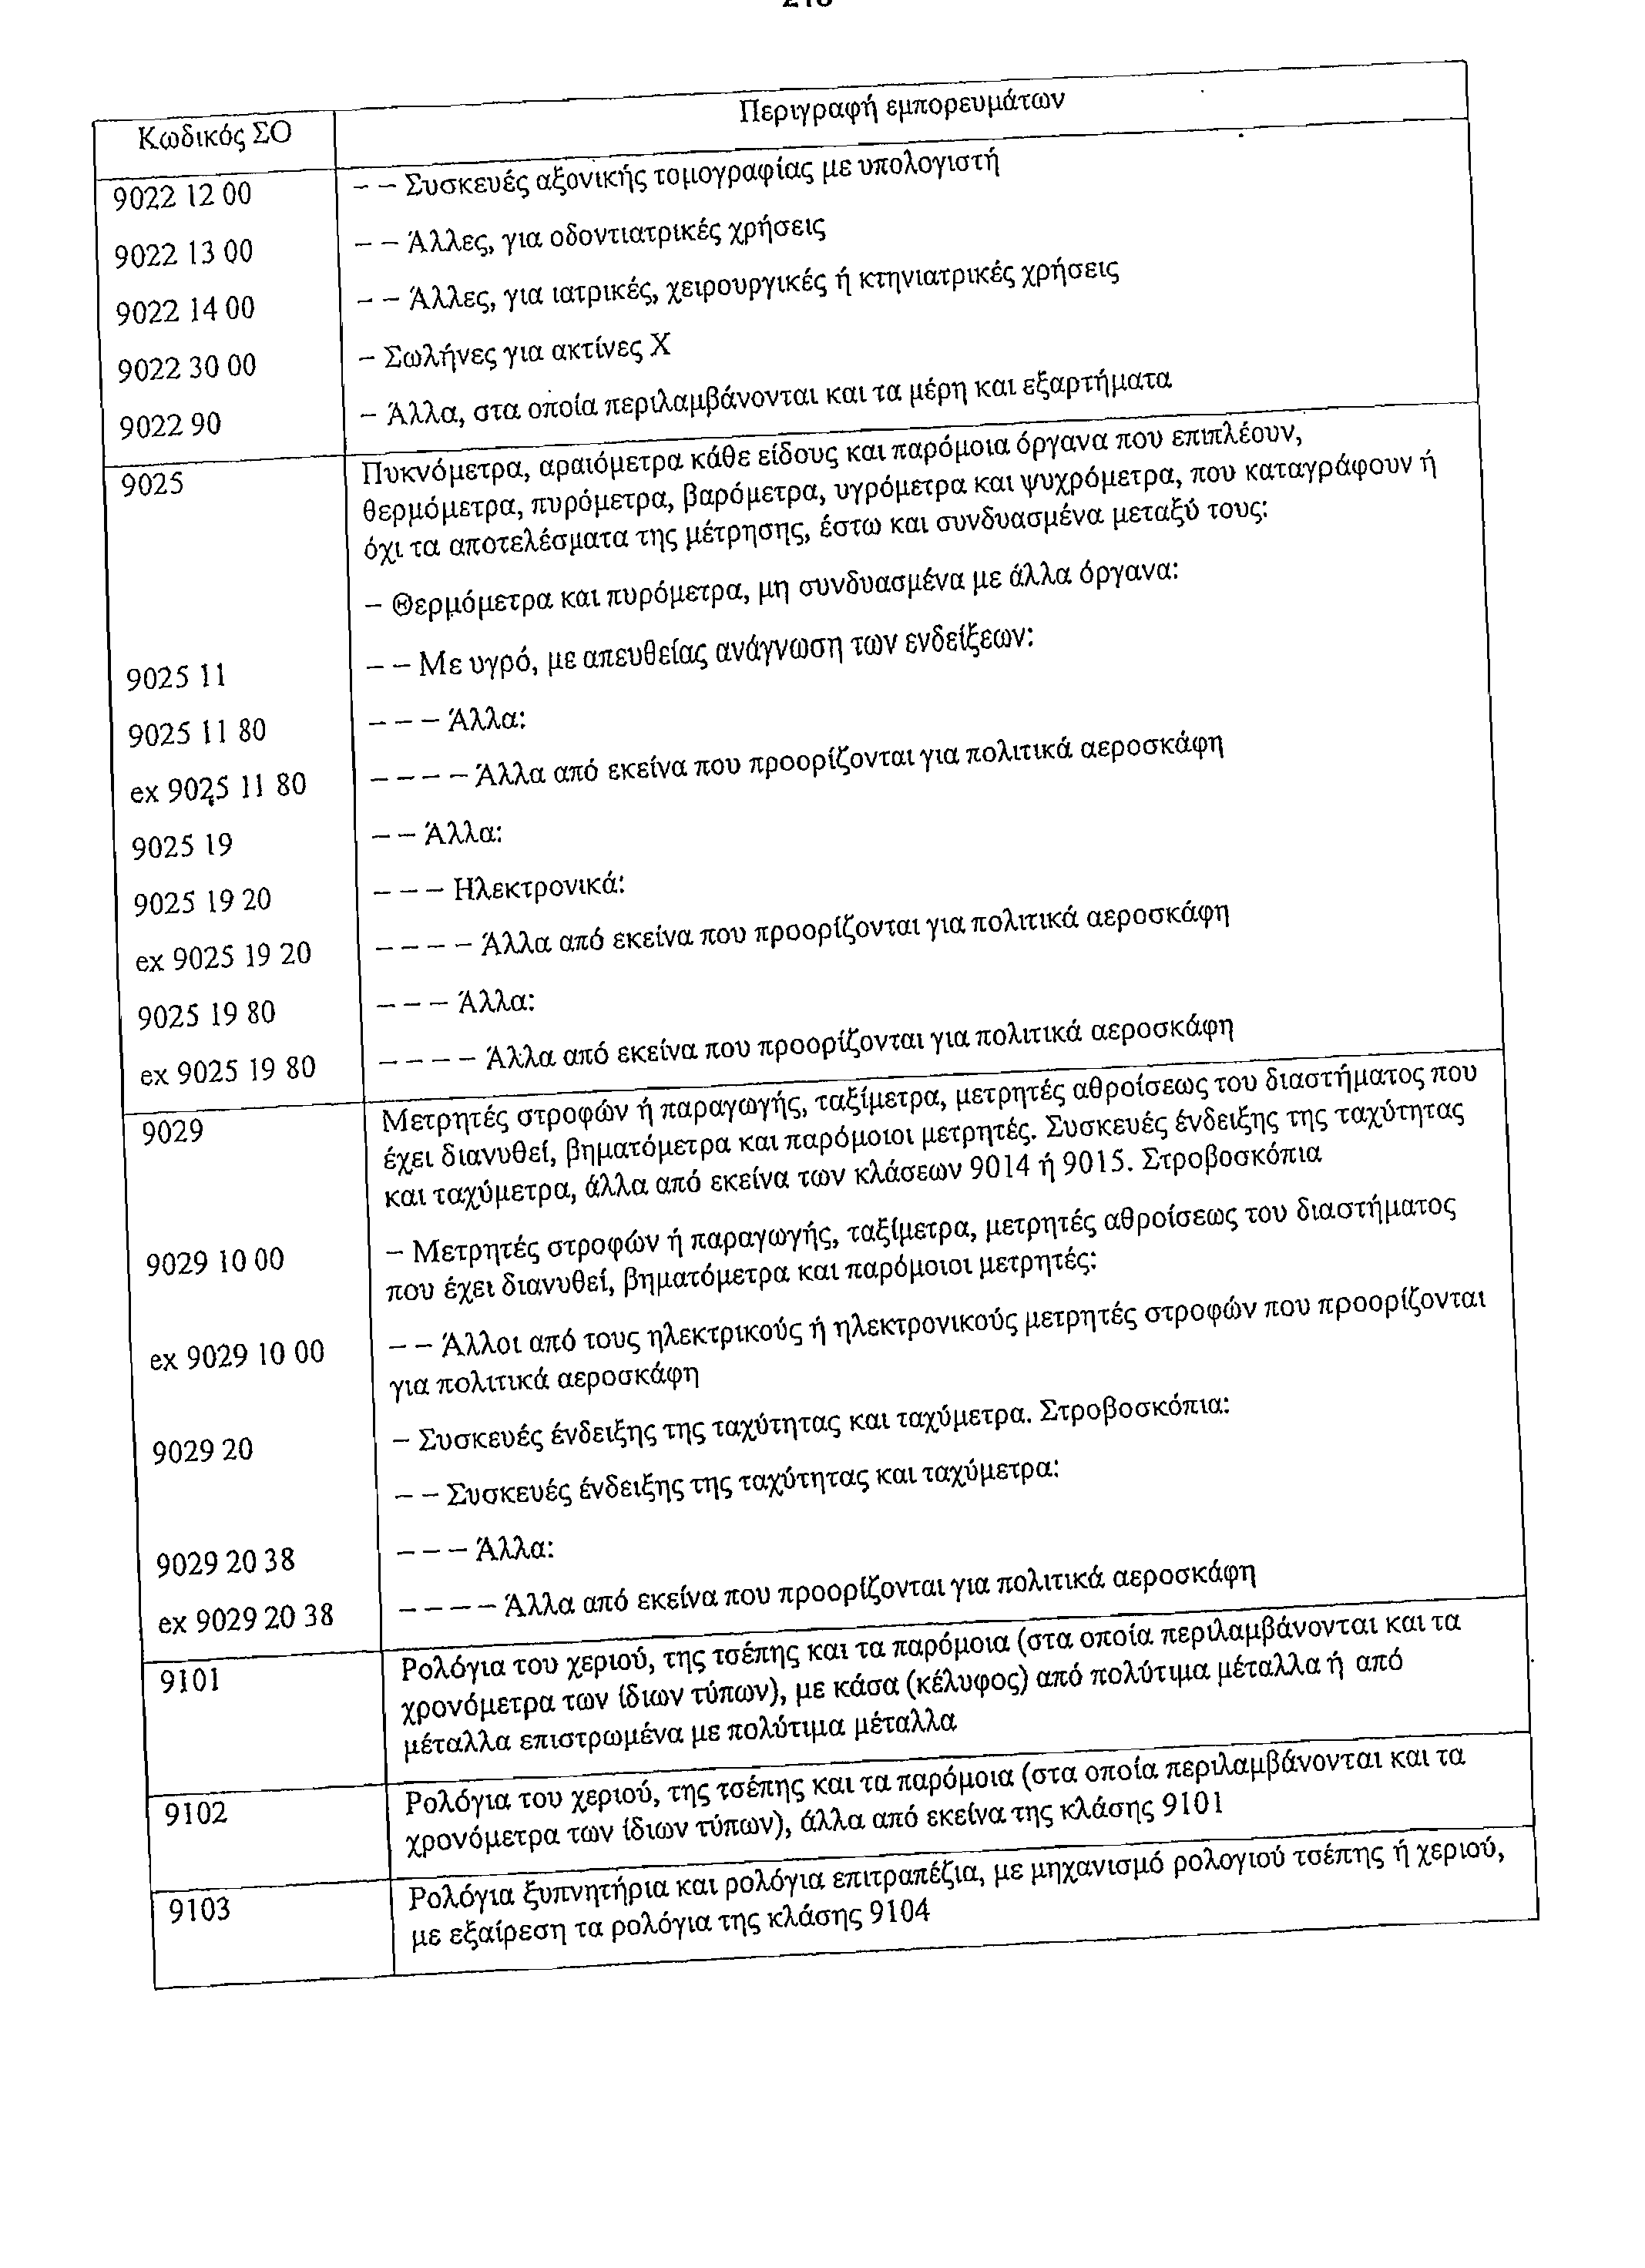 Κωδικός ΣΟ
Περιγραφή εμπορευμάτων
9022 12 00
– – Συσκευές αξονικής τομογραφίας με υπολογιστή
9022 13 00
– – Άλλες, για οδοντιατρικές χρήσεις
9022 14 00
– – Άλλες, για ιατρικές, χειρουργικές ή κτηνιατρικές χρήσεις
9022 30 00
– Σωλήνες για ακτίνες Χ
9022 90
– Άλλα, στα οποία περιλαμβάνονται και τα μέρη και εξαρτήματα
9025
Πυκνόμετρα, αραιόμετρα κάθε είδους και παρόμοια όργανα που επιπλέουν,
θερμόμετρα, πυρόμετρα, βαρόμετρα, υγρόμετρα και ψυχρόμετρα, που καταγράφουν ή
όχι τα αποτελέσματα της μέτρησης, έστω και συνδυασμένα μεταξύ τους:
– Θερμόμετρα και πυρόμετρα, μη συνδυασμένα με άλλα όργανα:
9025 11
– – Με υγρό, με απευθείας ανάγνωση των ενδείξεων:
9025 11 80
– – – Άλλα:
ex 9025 11 80
– – – – Άλλα από εκείνα που προορίζονται για πολιτικά αεροσκάφη
9025 19
– – Άλλα:
9025 19 20
– – – Ηλεκτρονικά:
ex 9025 19 20
– – – – Άλλα από εκείνα που προορίζονται για πολιτικά αεροσκάφη
9025 19 80
– – – Άλλα:
ex 9025 19 80
– – – – Άλλα από εκείνα που προορίζονται για πολιτικά αεροσκάφη
9029
Μετρητές στροφών ή παραγωγής, ταξίμετρα, μετρητές αθροίσεως του διαστήματος που
έχει διανυθεί, βηματόμετρα και παρόμοιοι μετρητές. Συσκευές ένδειξης της ταχύτητας
και ταχύμετρα, άλλα από εκείνα των κλάσεων 9014 ή 9015. Στροβοσκόπια
9029 10 00
– Μετρητές στροφών ή παραγωγής, ταξίμετρα, μετρητές αθροίσεως του διαστήματος
που έχει διανυθεί, βηματόμετρα και παρόμοιοι μετρητές:
ex 9029 10 00
– – Άλλοι από τους ηλεκτρικούς ή ηλεκτρονικούς μετρητές στροφών που προορίζονται
για πολιτικά αεροσκάφη
9029 20
– Συσκευές ένδειξης της ταχύτητας και ταχύμετρα. Στροβοσκόπια:
– – Συσκευές ένδειξης της ταχύτητας και ταχύμετρα:
9029 20 38
– – – Άλλα:
ex 9029 20 38
– – – – Άλλα από εκείνα που προορίζονται για πολιτικά αεροσκάφη
9101
Ρολόγια του χεριού, της τσέπης και τα παρόμοια (στα οποία περιλαμβάνονται και τα
χρονόμετρα των ίδιων τύπων), με κάσα (κέλυφος) από πολύτιμα μέταλλα ή από
μέταλλα επιστρωμένα με πολύτιμα μέταλλα
9102
Ρολόγια του χεριού, της τσέπης και τα παρόμοια (στα οποία περιλαμβάνονται και τα
χρονόμετρα των ίδιων τύπων), άλλα από εκείνα της κλάσης 9101
9103
Ρολόγια ξυπνητήρια και ρολόγια επιτραπέζια, με μηχανισμό ρολογιού τσέπης ή χεριού,
με εξαίρεση τα ρολόγια της κλάσης 9104